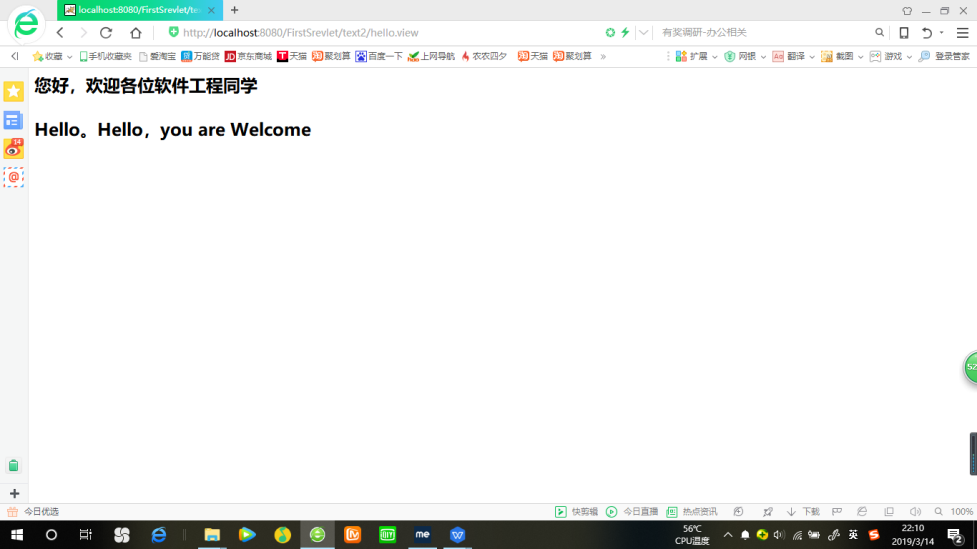 localhost:8080/FirstSrevlet/te
http://localhost:8080/FirstSrevlet/text2/hello.view
有奖调研-办公相关
收藏 手机收藏夹 爱淘宝 万能贷 京东商城 天猫 聚划算 百度一下 上网导航 农农四夕 天猫 聚划算 » 扩展 网银 翻译 截图 游戏 登录管家
您好，欢迎各位软件工程同学
Hello。Hello，you are Welcome
14
52
今日优选 快剪辑 今日直播 热点资讯 下载 100%
me
56℃
CPU温度
英
22:10
2019/3/14
2